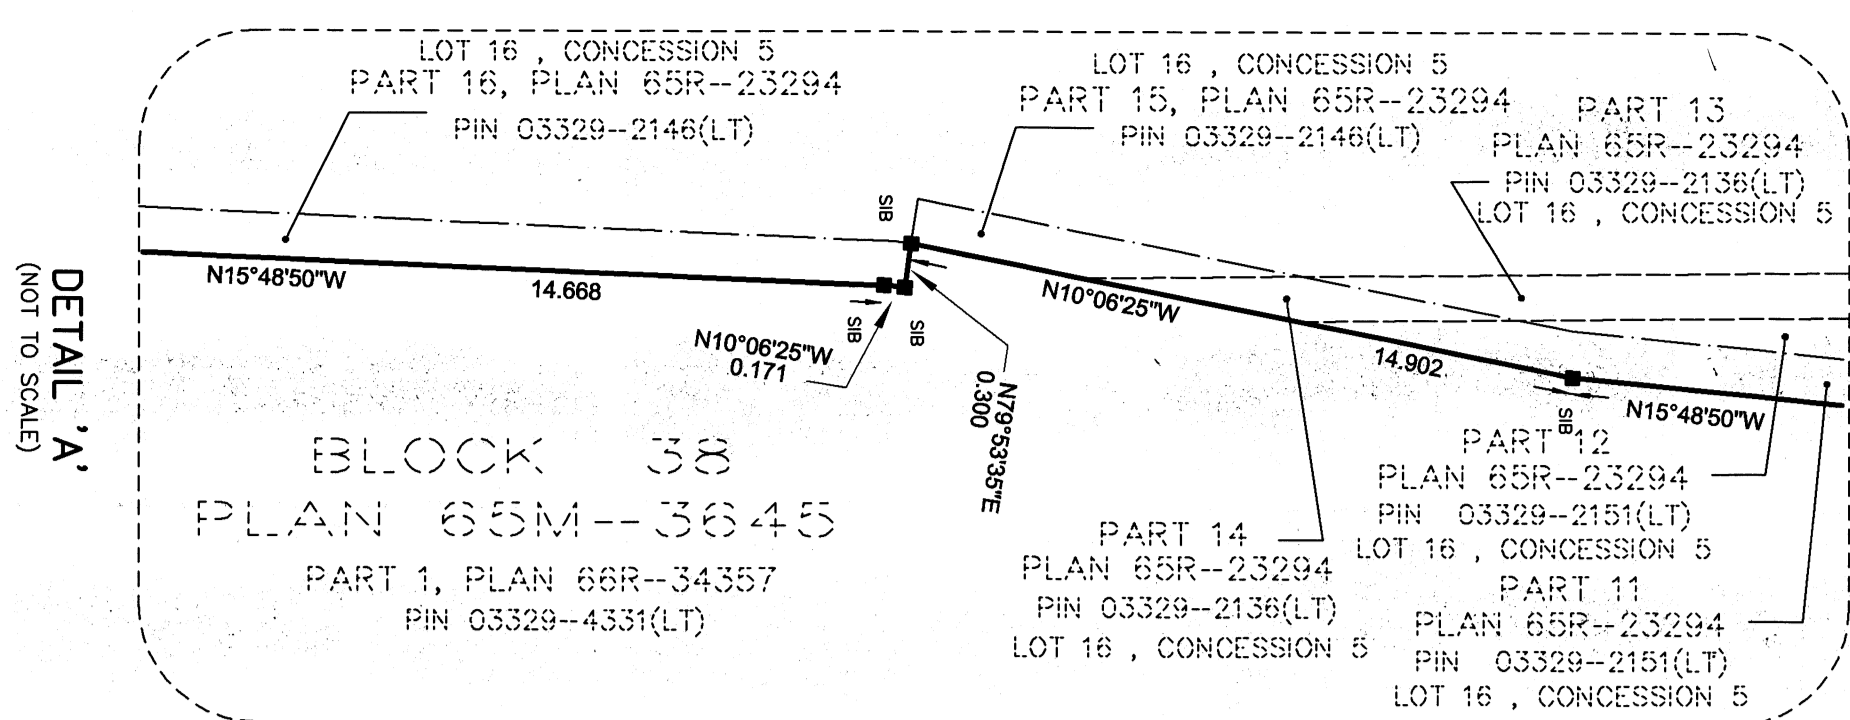 DETAIL 'A'
(NOT TO SCALE)
LOT 16 , CONCESSION 5
PART 16, PLAN 65R--23294
PIN 03329--2146(LT)
LOT 16 , CONCESSION 5
PART 15, PLAN 65R--23294
PIN 03329--2146(LT)
PART 13
PLAN 65R--23294
PIN 03329--2136(LT)
LOT 16 , CONCESSION 5
SIB
N15°48'50"W
14.668
SIB
SIB
N10°06'25"W
0.171
N79°53'35"E
0.300
N10°06'25"W
14.902
SIB
N15°48'50"W
BLOCK 38
PLAN 65M--3645
PART 1, PLAN 66R--34357
PIN 03329--4331(LT)
PART 14
PLAN 65R--23294
PIN 03329--2136(LT)
LOT 16 , CONCESSION 5
PART 12
PLAN 65R--23294
PIN 03329--2151(LT)
LOT 16 , CONCESSION 5
PART 11
PLAN 65R--23294
PIN 03329--2151(LT)
LOT 16 , CONCESSION 5